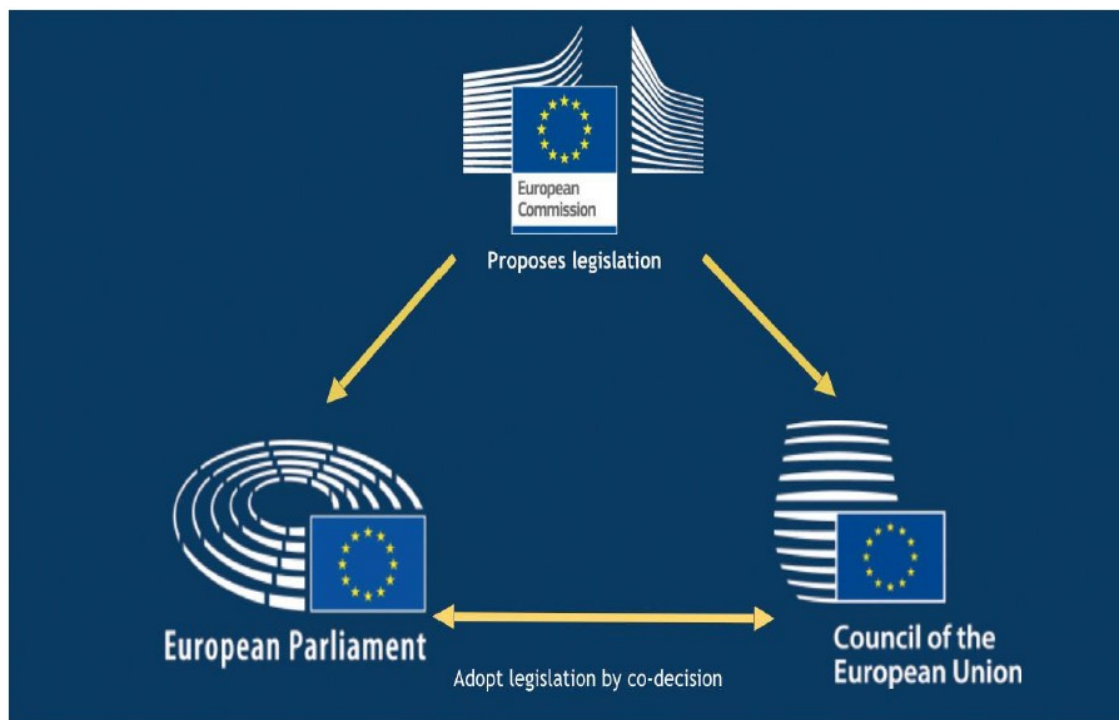 European
Commission
Proposes legislation
European Parliament
Council of the
European Union
Adopt legislation by co-decision